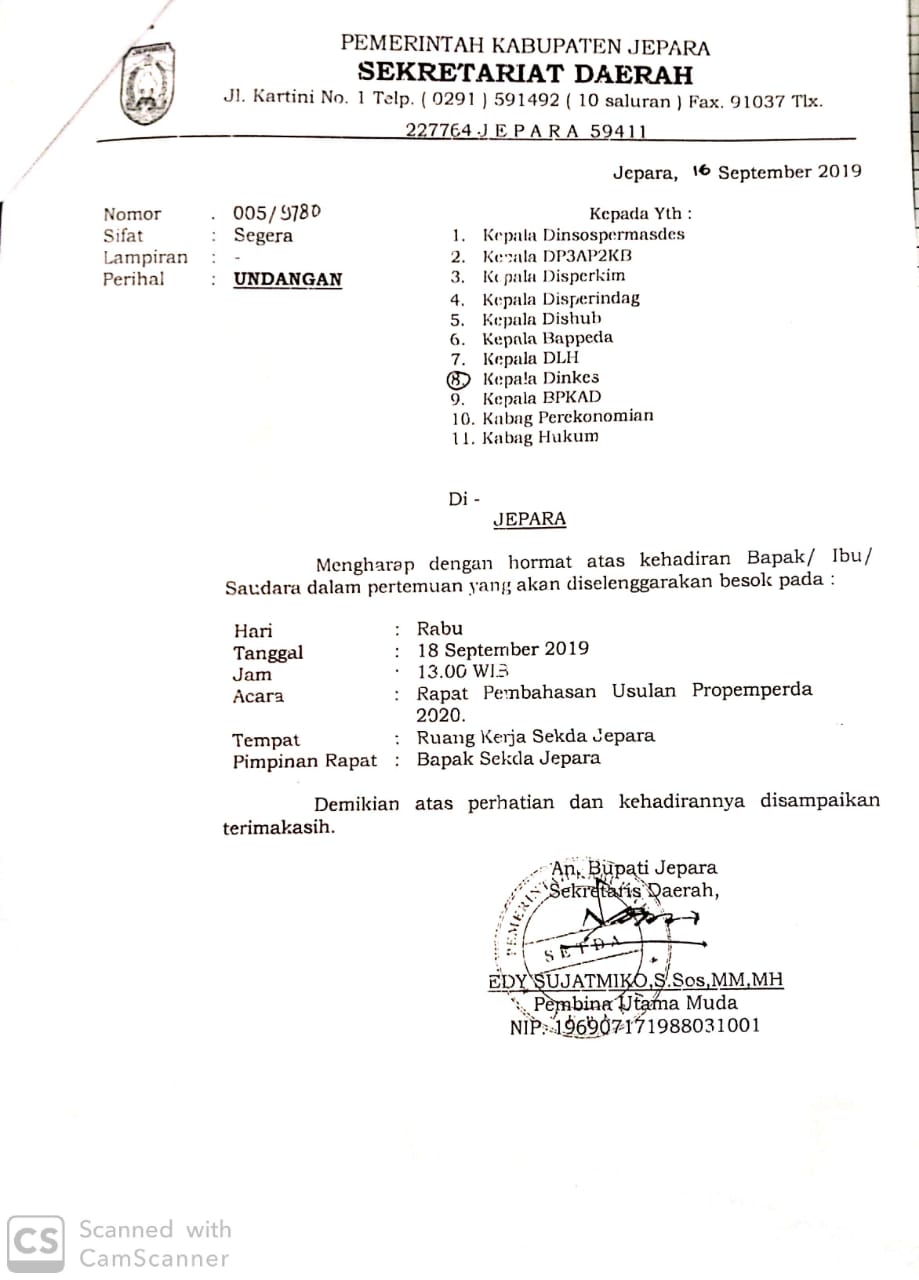 PEMERINTAH KABUPATEN JEPARA
SEKRETARIAT DAERAH
Jl. Kartini No. 1 Telp. ( 0291 ) 591492 ( 10 saluran ) Fax. 91037 Tlx.
227764 J E P A R A 59411
Jepara, 16 September 2019
Nomor : 005/9780
Sifat : Segera
Lampiran : -
Perihal : UNDANGAN
Kepada Yth :
1. Kepala Dinsospermasdes
2. Kepala DP3AP2KB
3. Kepala Disperkim
4. Kepala Disperindag
5. Kepala Dishub
6. Kepala Bappeda
7. Kepala DLH
8. Kepala Dinkes
9. Kepala BPKAD
10. Kabag Perekonomian
11. Kabag Hukum
Di -
JEPARA
Mengharap dengan hormat atas kehadiran Bapak/ Ibu/
Saudara dalam pertemuan yang akan diselenggarakan besok pada :
Hari : Rabu
Tanggal : 18 September 2019
Jam : 13.00 WIB
Acara : Rapat Pembahasan Usulan Propemperda
2020.
Tempat : Ruang Kerja Sekda Jepara
Pimpinan Rapat : Bapak Sekda Jepara
Demikian atas perhatian dan kehadirannya disampaikan
terimakasih.
An. Bupati Jepara
Sekretaris Daerah,
SETDA
EDY SUJATMIKO,S.Sos,MM,MH
Pembina Utama Muda
NIP. 196907171988031001
CS Scanned with
CamScanner